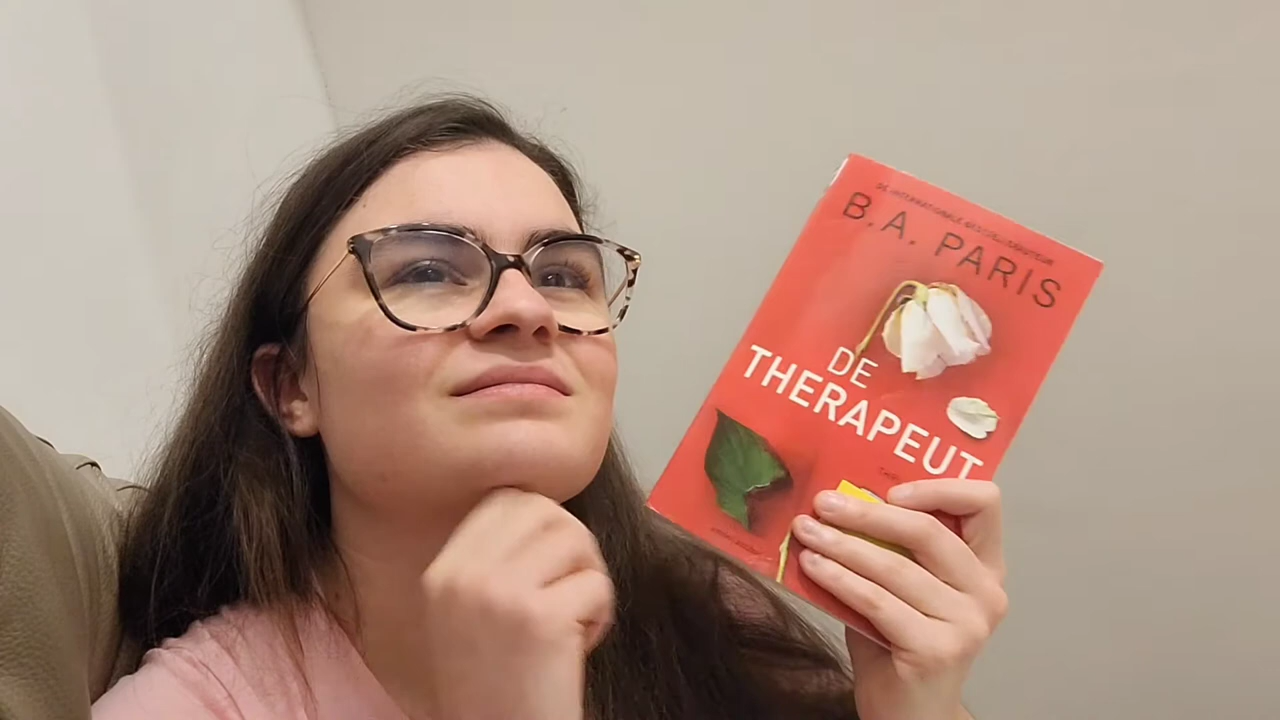 DE INTERNATIONALE BESTSELLERAUTEUR
B.A. PARIS
DE
THERAPEUT